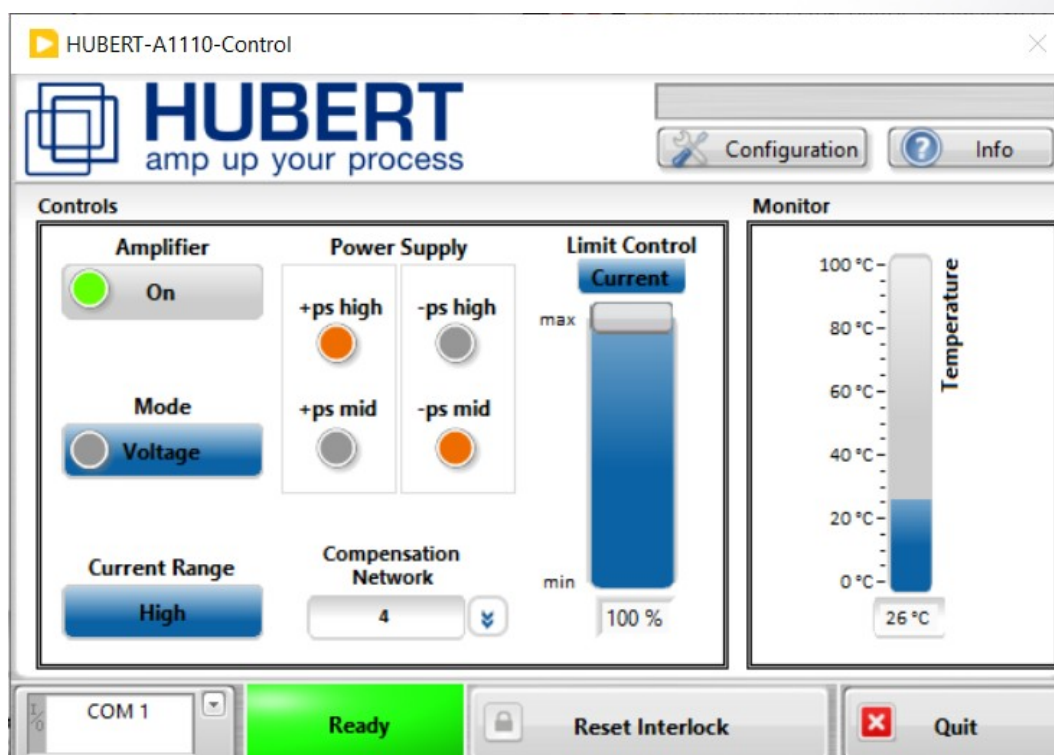 HUBERT-A1110-Control
HUBERT
amp up your process
Configuration
Info
Controls
Monitor
Amplifier
On
Mode
Voltage
Current Range
High
Power Supply
+ps high
-ps high
+ps mid
-ps mid
Compensation
Network
4
Limit Control
Current
max
min
100 %
100 °C
80 °C
60 °C
40 °C
20 °C
0 °C
Temperature
26 °C
I/O
COM 1
Ready
Reset Interlock
Quit